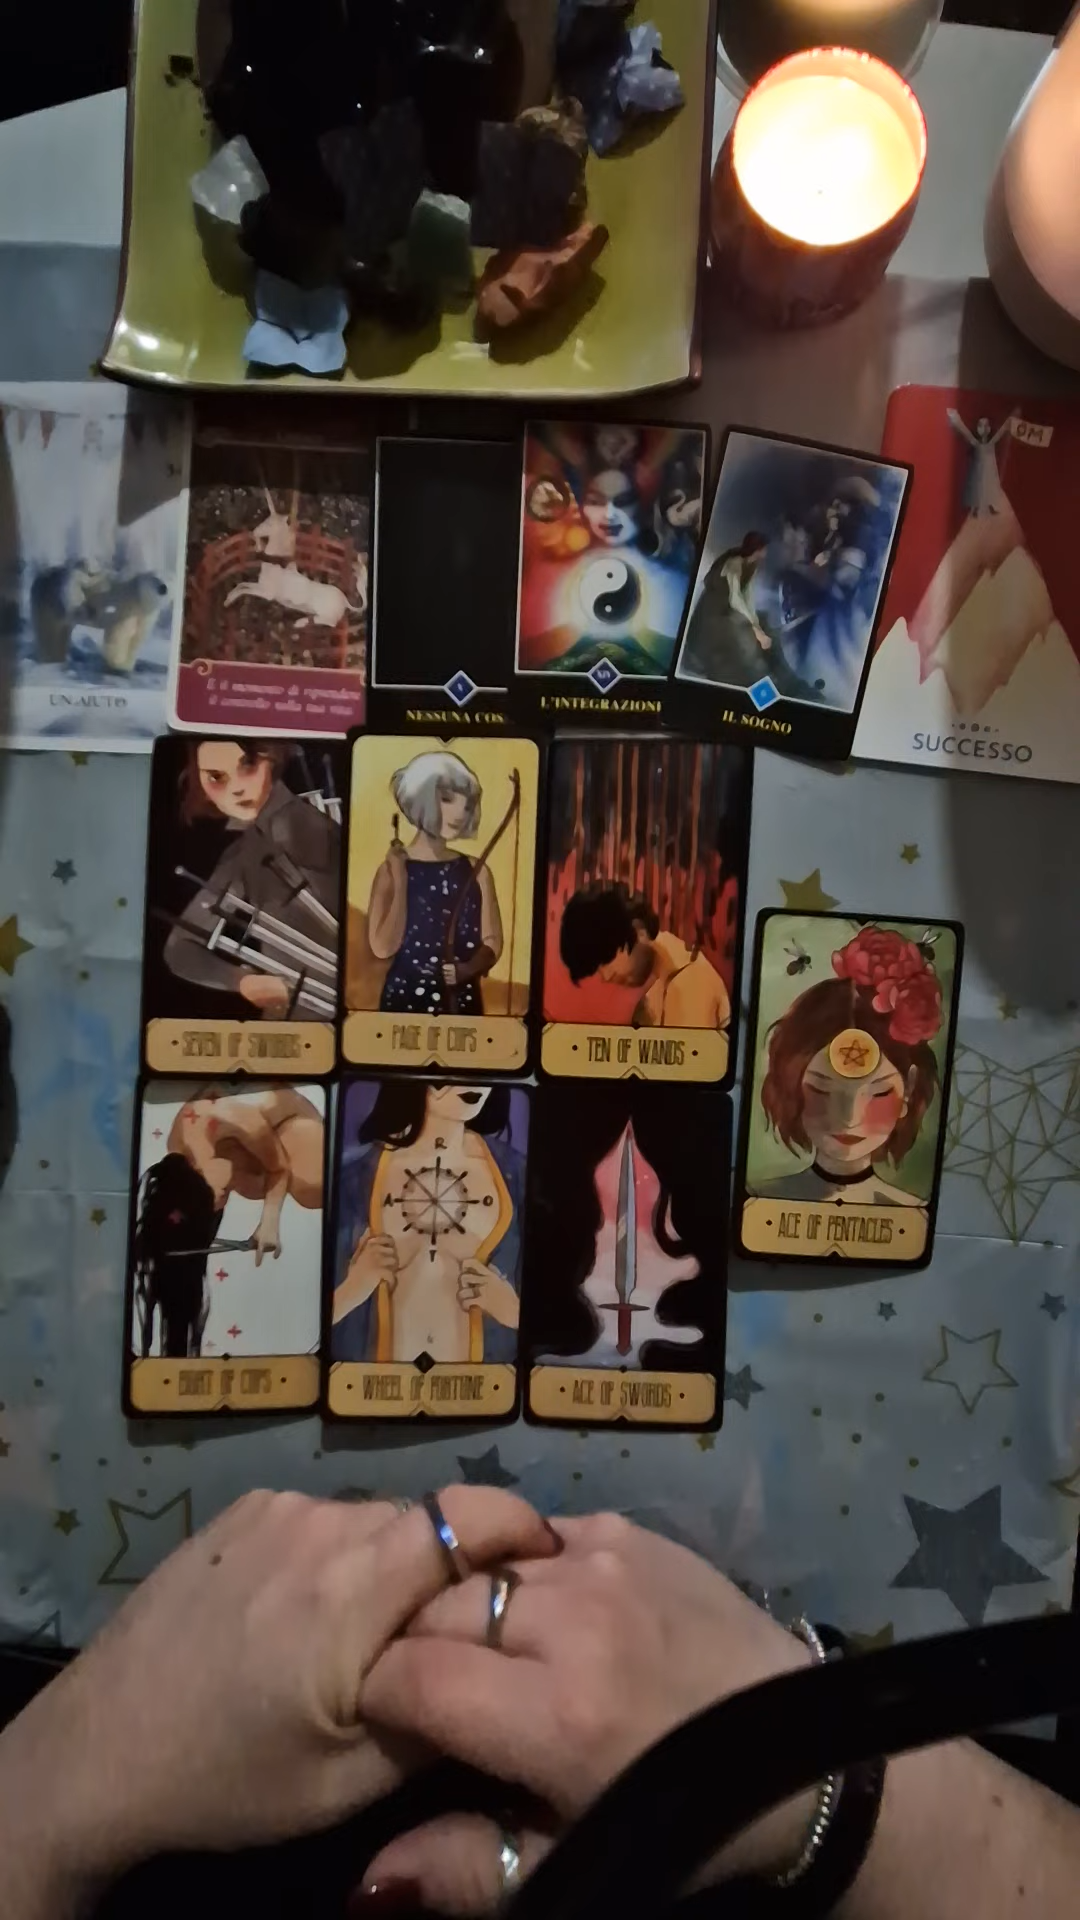 OM
UN AIUTO
È il momento di riprendere
il controllo sulla tua vita
NESSUNA COS
L'INTEGRAZIONE
IL SOGNO
SUCCESSO
SEVEN OF SWORDS
PAGE OF CUPS
TEN OF WANDS
ACE OF PENTACLES
R
A O
T
EIGHT OF CUPS
WHEEL OF FORTUNE
ACE OF SWORDS